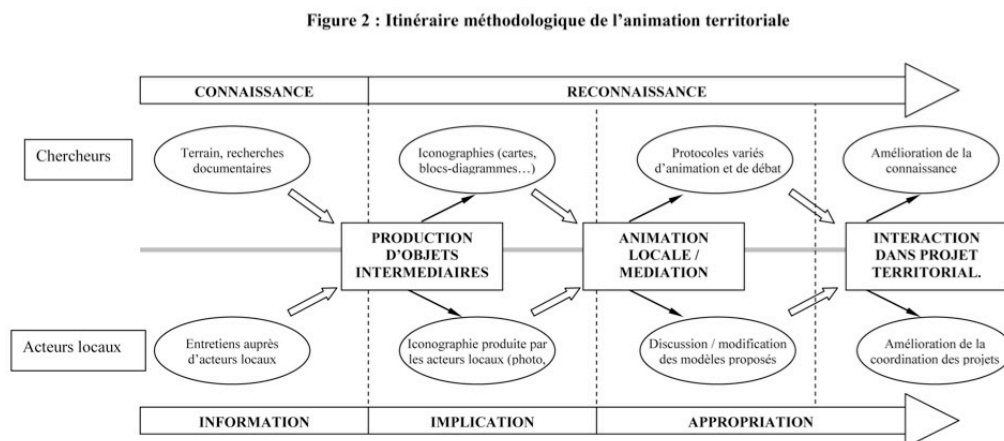 Figure 2 : Itinéraire méthodologique de l'animation territoriale
CONNAISSANCE
RECONNAISSANCE
Chercheurs
Terrain, recherches
documentaires
Iconographies (cartes,
blocs-diagrammes…)
Protocoles variés
d'animation et de débat
Amélioration de la
connaissance
PRODUCTION
D'OBJETS
INTERMEDIAIRES
ANIMATION
LOCALE /
MEDIATION
INTERACTION
DANS PROJET
TERRITORIAL.
Acteurs locaux
Entretiens auprès
d'acteurs locaux
Iconographie produite par
les acteurs locaux (photo,
Discussion / modification
des modèles proposés
Amélioration de la
coordination des projets
INFORMATION
IMPLICATION
APPROPRIATION